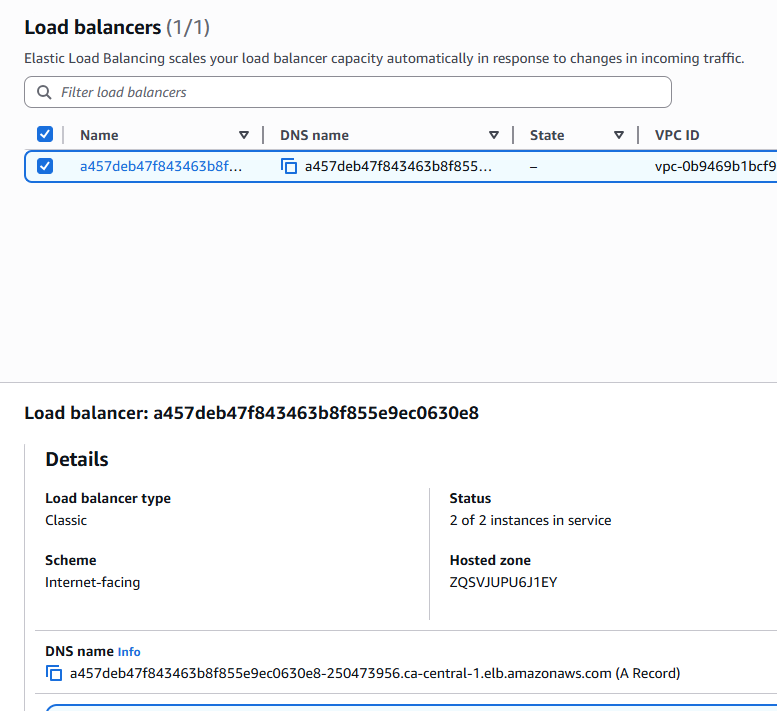 Load balancers (1/1)
Elastic Load Balancing scales your load balancer capacity automatically in response to changes in incoming traffic.
Filter load balancers
Name DNS name State VPC ID
a457deb47f843463b8f... a457deb47f843463b8f855... – vpc-0b9469b1bcf9
Load balancer: a457deb47f843463b8f855e9ec0630e8
Details
Load balancer type
Classic
Status
2 of 2 instances in service
Scheme
Internet-facing
Hosted zone
ZQSVJUPU6J1EY
DNS name Info
a457deb47f843463b8f855e9ec0630e8-250473956.ca-central-1.elb.amazonaws.com (A Record)